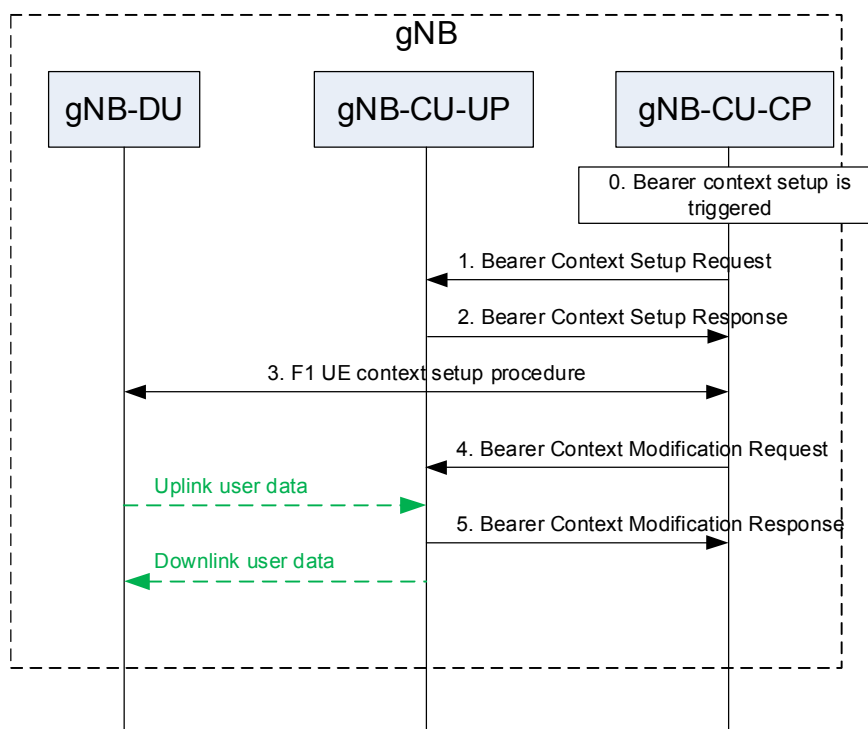 gNB
gNB-DU
gNB-CU-UP
gNB-CU-CP
0. Bearer context setup is
triggered
1. Bearer Context Setup Request
2. Bearer Context Setup Response
3. F1 UE context setup procedure
4. Bearer Context Modification Request
Uplink user data
5. Bearer Context Modification Response
Downlink user data